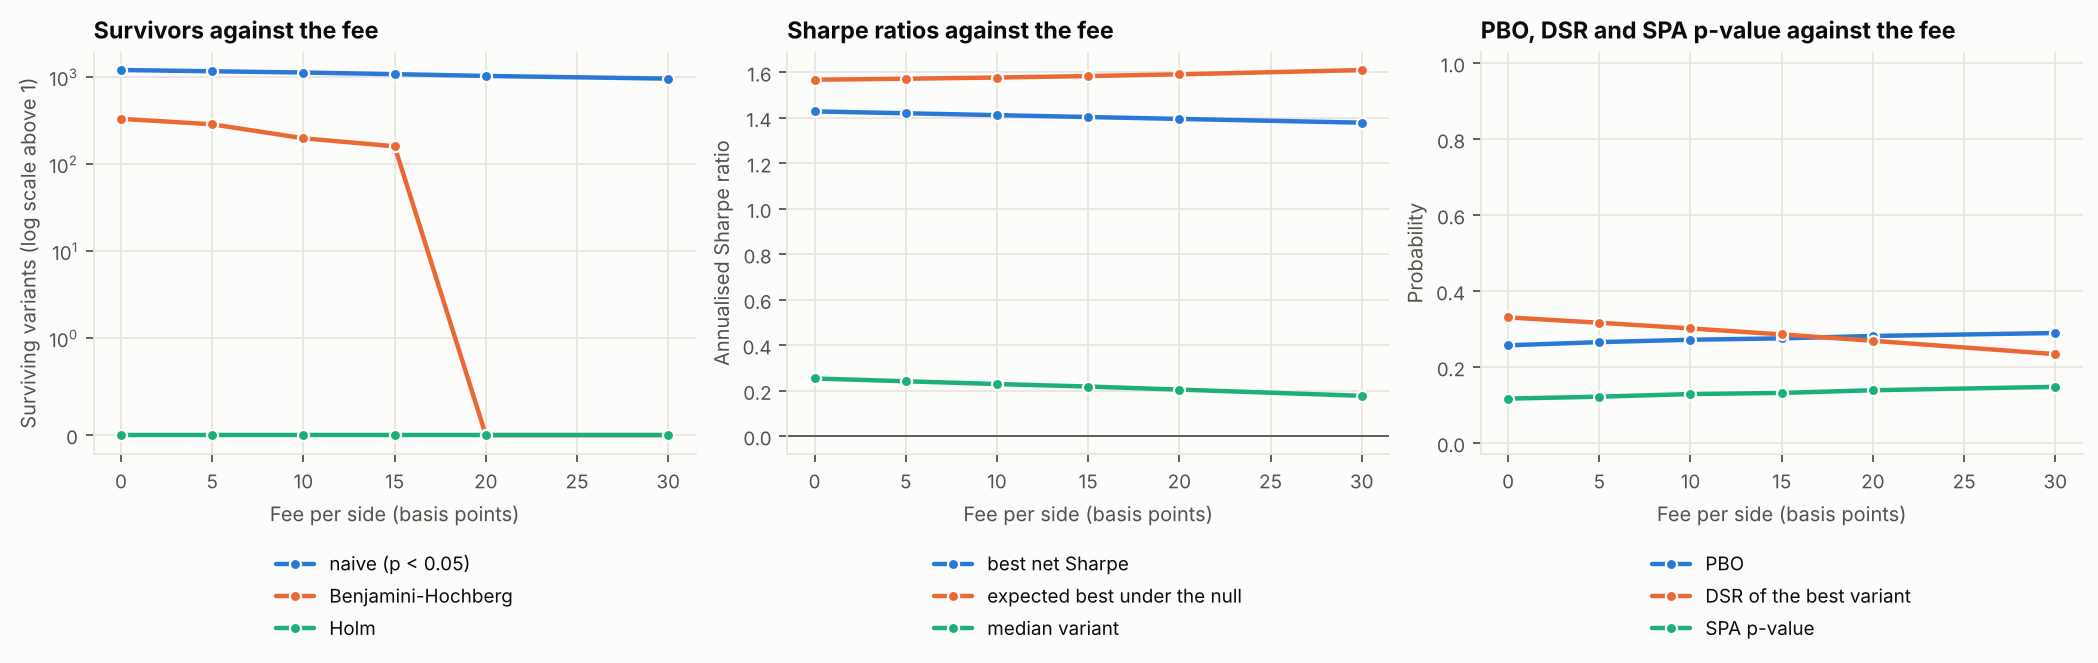 Survivors against the fee
Surviving variants (log scale above 1)
10³
10²
10¹
10⁰
0
0 5 10 15 20 25 30
Fee per side (basis points)
naive (p < 0.05)
Benjamini-Hochberg
Holm
Sharpe ratios against the fee
Annualised Sharpe ratio
1.6
1.4
1.2
1.0
0.8
0.6
0.4
0.2
0.0
0 5 10 15 20 25 30
Fee per side (basis points)
best net Sharpe
expected best under the null
median variant
PBO, DSR and SPA p-value against the fee
Probability
1.0
0.8
0.6
0.4
0.2
0.0
0 5 10 15 20 25 30
Fee per side (basis points)
PBO
DSR of the best variant
SPA p-value